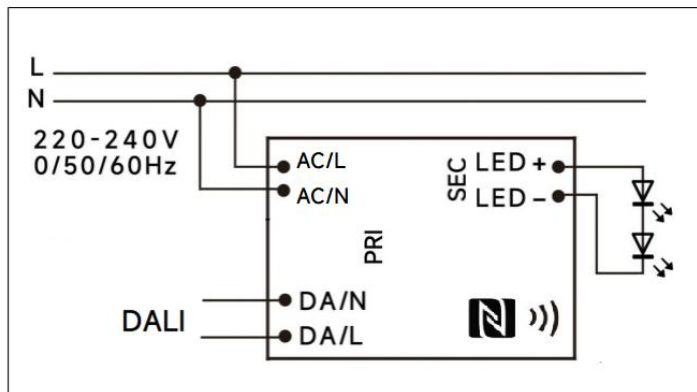 L
N
220-240V
0/50/60Hz
AC/L
AC/N
PRI
SEC
LED +
LED -
DALI
DA/N
DA/L